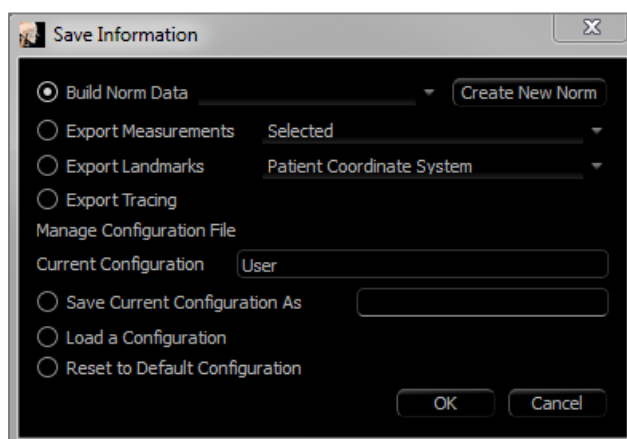 Save Information
Build Norm Data Create New Norm
Export Measurements Selected
Export Landmarks Patient Coordinate System
Export Tracing
Manage Configuration File
Current Configuration User
Save Current Configuration As
Load a Configuration
Reset to Default Configuration
OK Cancel